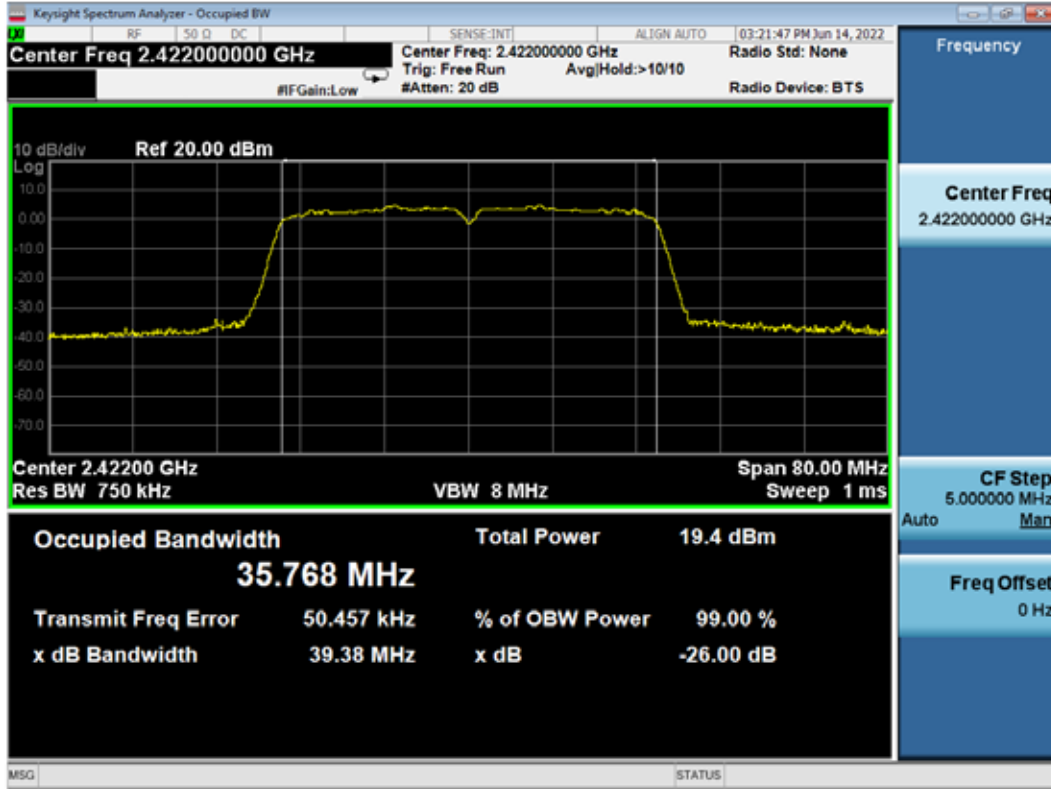 Keysight Spectrum Analyzer - Occupied BW
LXI RF 50 Ω DC SENSE:INT ALIGN AUTO 03:21:47 PM Jun 14, 2022
Center Freq 2.422000000 GHz
#IFGain:Low
Center Freq: 2.422000000 GHz
Trig: Free Run Avg|Hold:>10/10
#Atten: 20 dB
Radio Std: None
Radio Device: BTS
10 dB/div Ref 20.00 dBm
Log
10.0
0.00
-10.0
-20.0
-30.0
-40.0
-50.0
-60.0
-70.0
Center 2.42200 GHz Span 80.00 MHz
Res BW 750 kHz VBW 8 MHz Sweep 1 ms
Occupied Bandwidth Total Power 19.4 dBm
35.768 MHz
Transmit Freq Error 50.457 kHz % of OBW Power 99.00 %
x dB Bandwidth 39.38 MHz x dB -26.00 dB
Frequency
Center Freq
2.422000000 GHz
CF Step
5.000000 MHz
Auto Man
Freq Offset
0 Hz
MSG STATUS